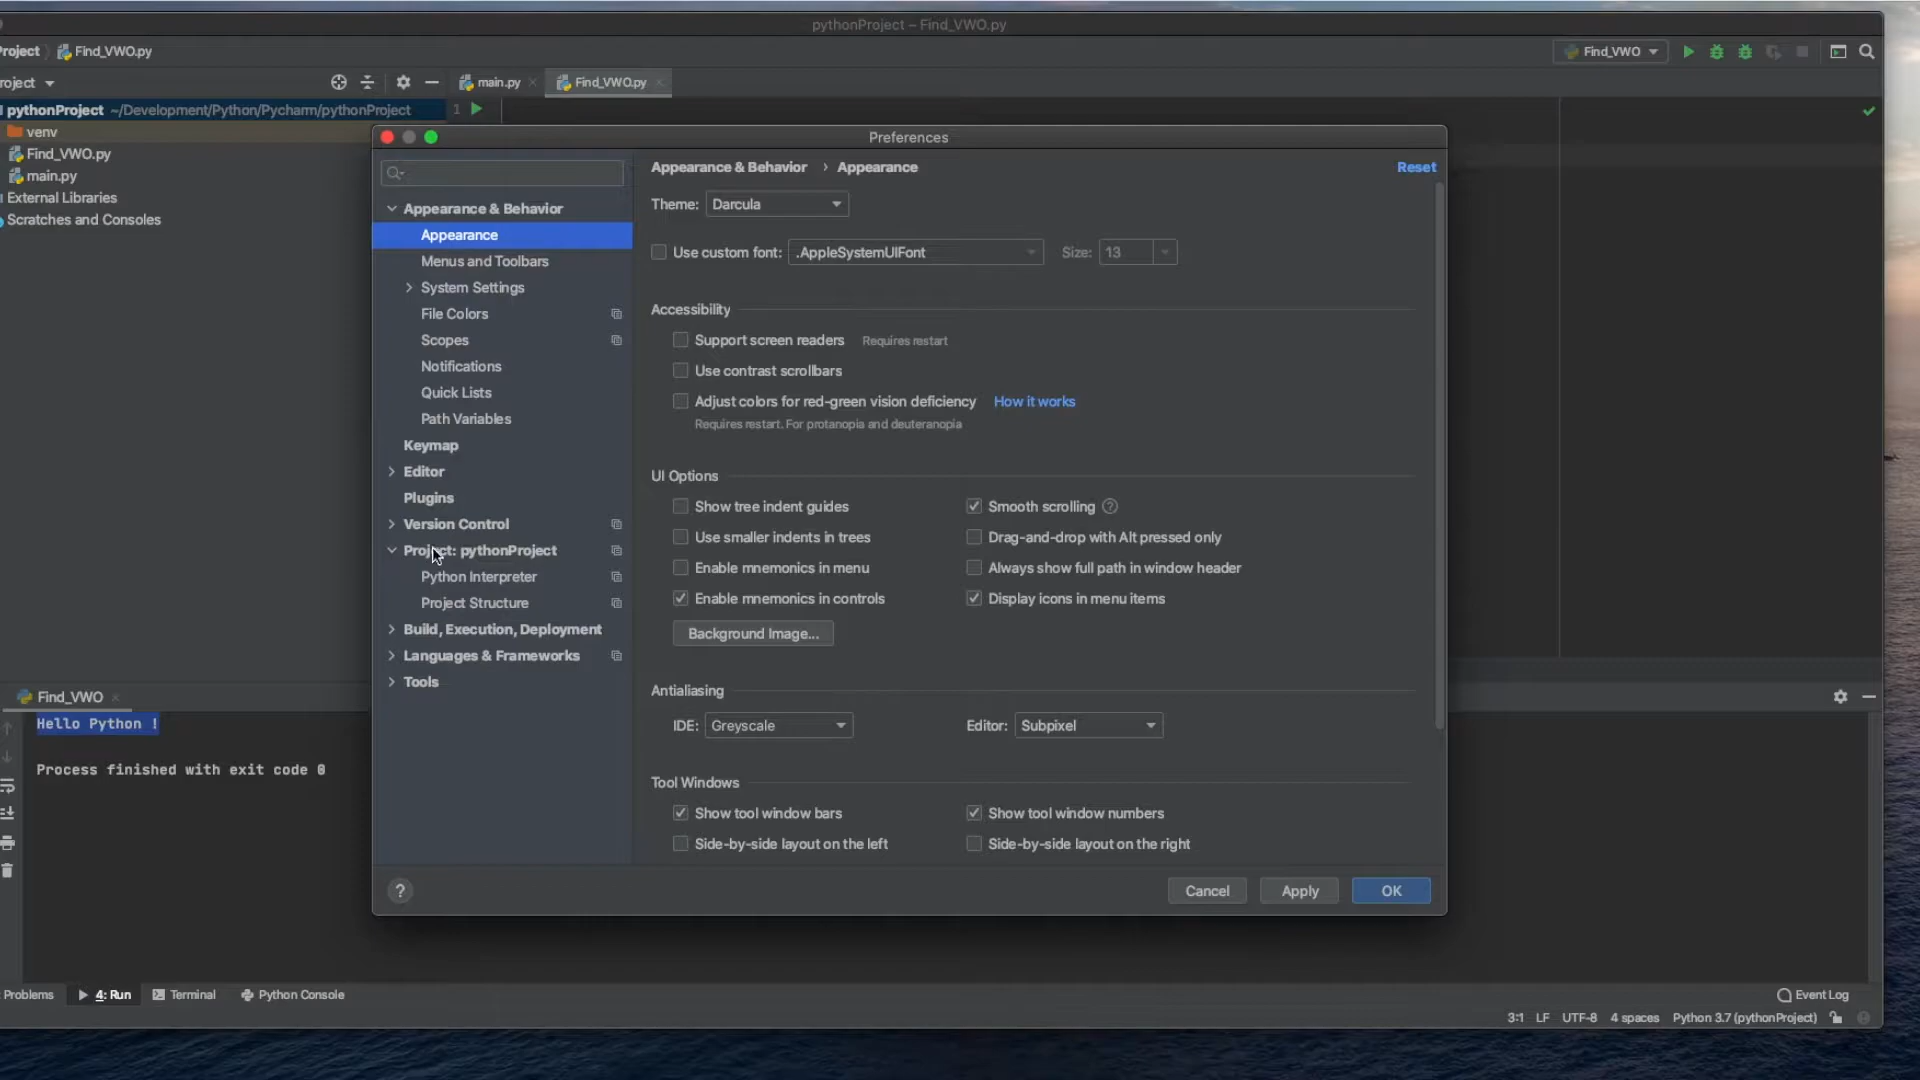 pythonProject – Find_VWO.py
Project
Find_VWO.py
Find_VWO
Project
main.py
Find_VWO.py
pythonProject ~/Development/Python/Pycharm/pythonProject
1
venv
Find_VWO.py
main.py
External Libraries
Scratches and Consoles
Preferences
Appearance & Behavior
Appearance
Menus and Toolbars
System Settings
File Colors
Scopes
Notifications
Quick Lists
Path Variables
Keymap
Editor
Plugins
Version Control
Project: pythonProject
Python Interpreter
Project Structure
Build, Execution, Deployment
Languages & Frameworks
Tools
Appearance & Behavior › Appearance
Reset
Theme: Darcula
Use custom font: .AppleSystemUIFont Size: 13
Accessibility
Support screen readers Requires restart
Use contrast scrollbars
Adjust colors for red-green vision deficiency How it works
Requires restart. For protanopia and deuteranopia
UI Options
Show tree indent guides Smooth scrolling ?
Use smaller indents in trees Drag-and-drop with Alt pressed only
Enable mnemonics in menu Always show full path in window header
Enable mnemonics in controls Display icons in menu items
Background Image...
Antialiasing
IDE: Greyscale Editor: Subpixel
Tool Windows
Show tool window bars Show tool window numbers
Side-by-side layout on the left Side-by-side layout on the right
? Cancel Apply OK
Find_VWO
Hello Python !
Process finished with exit code 0
Problems 4: Run Terminal Python Console Event Log
3:1 LF UTF-8 4 spaces Python 3.7 (pythonProject)